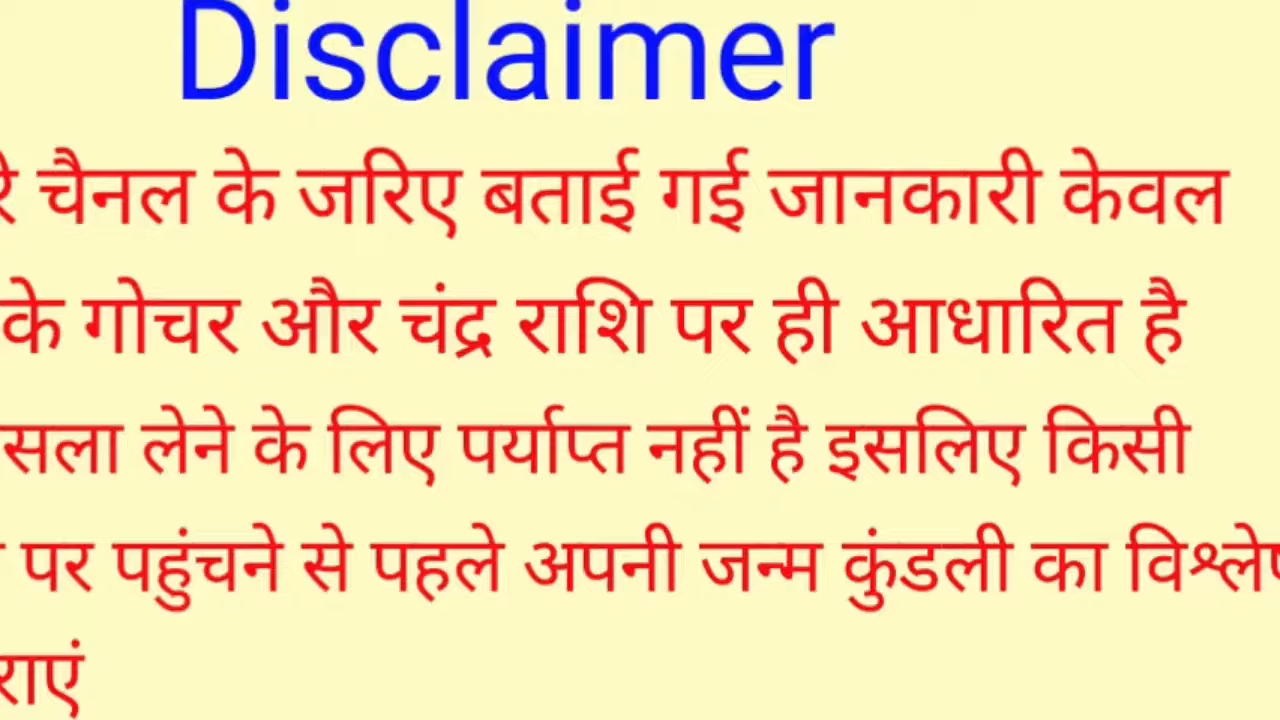 Disclaimer
चैनल के जरिए बताई गई जानकारी केवल
के गोचर और चंद्र राशि पर ही आधारित है
लेने के लिए पर्याप्त नहीं है इसलिए किसी
पर पहुंचने से पहले अपनी जन्म कुंडली का